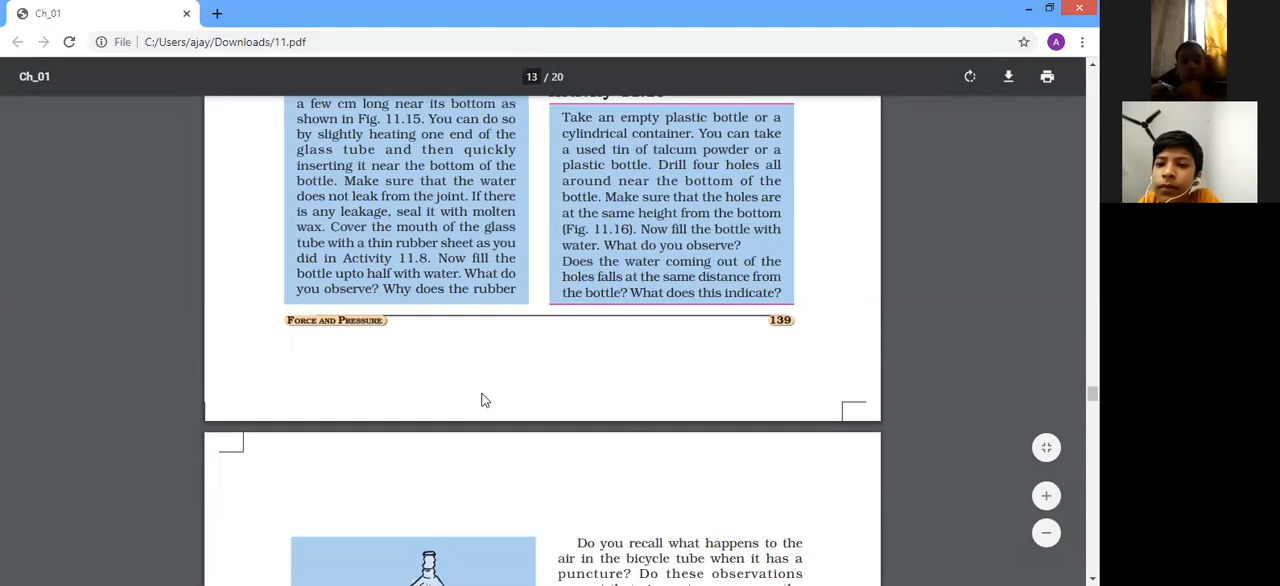 Ch_01
File
C:/Users/ajay/Downloads/11.pdf
A
Ch_01
13 / 20
a few cm long near its bottom as
shown in Fig. 11.15. You can do so
by slightly heating one end of the
glass tube and then quickly
inserting it near the bottom of the
bottle. Make sure that the water
does not leak from the joint. If there
is any leakage, seal it with molten
wax. Cover the mouth of the glass
tube with a thin rubber sheet as you
did in Activity 11.8. Now fill the
bottle upto half with water. What do
you observe? Why does the rubber
Take an empty plastic bottle or a
cylindrical container. You can take
a used tin of talcum powder or a
plastic bottle. Drill four holes all
around near the bottom of the
bottle. Make sure that the holes are
at the same height from the bottom
(Fig. 11.16). Now fill the bottle with
water. What do you observe?
Does the water coming out of the
holes falls at the same distance from
the bottle? What does this indicate?
FORCE AND PRESSURE
139
Do you recall what happens to the
air in the bicycle tube when it has a
puncture? Do these observations